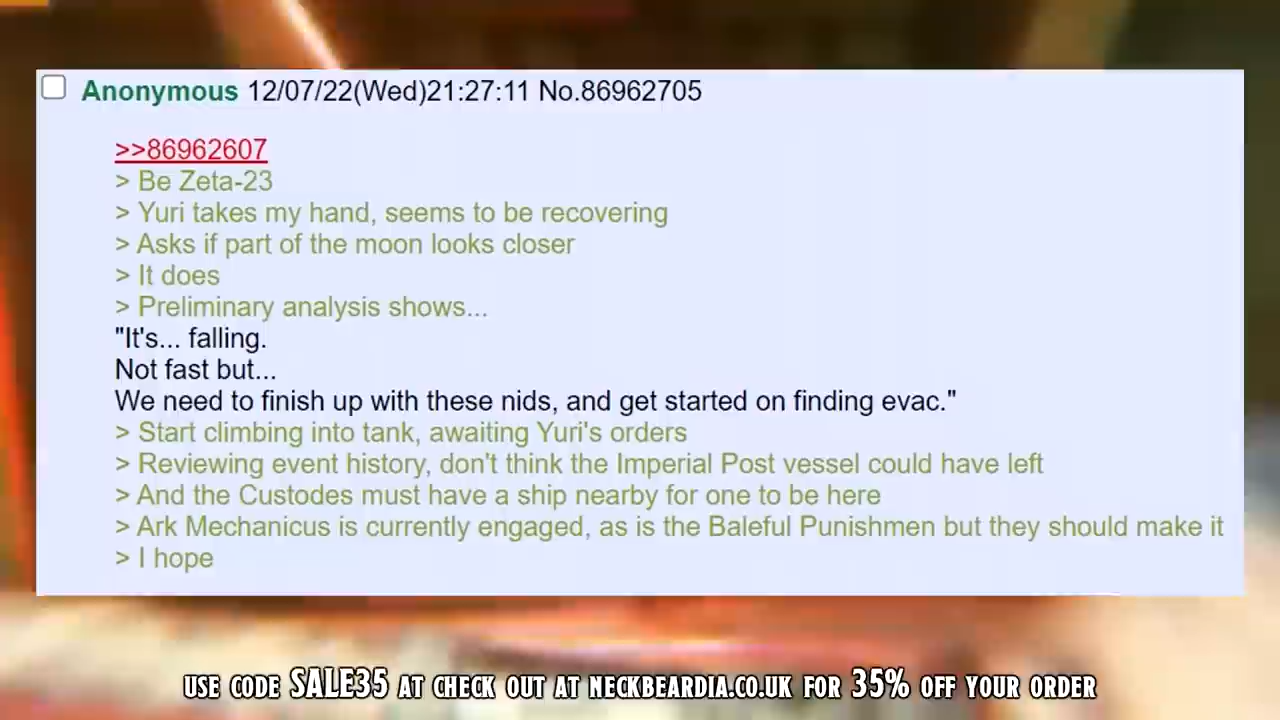 Anonymous 12/07/22(Wed)21:27:11 No.86962705
>>86962607
> Be Zeta-23
> Yuri takes my hand, seems to be recovering
> Asks if part of the moon looks closer
> It does
> Preliminary analysis shows...
"It's... falling.
Not fast but...
We need to finish up with these nids, and get started on finding evac."
> Start climbing into tank, awaiting Yuri's orders
> Reviewing event history, don't think the Imperial Post vessel could have left
> And the Custodes must have a ship nearby for one to be here
> Ark Mechanicus is currently engaged, as is the Baleful Punishmen but they should make it
> I hope
USE CODE SALE35 AT CHECK OUT AT NECKBEARDIA.CO.UK FOR 35% OFF YOUR ORDER